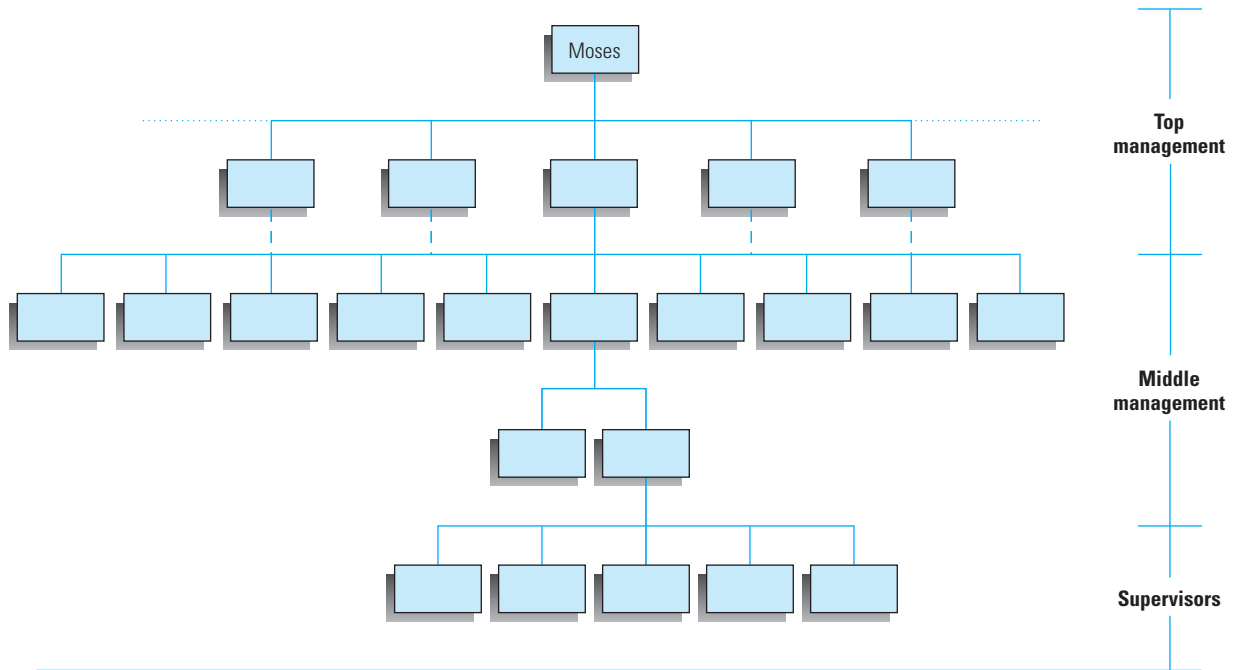 Moses
Top
management
Middle
management
Supervisors